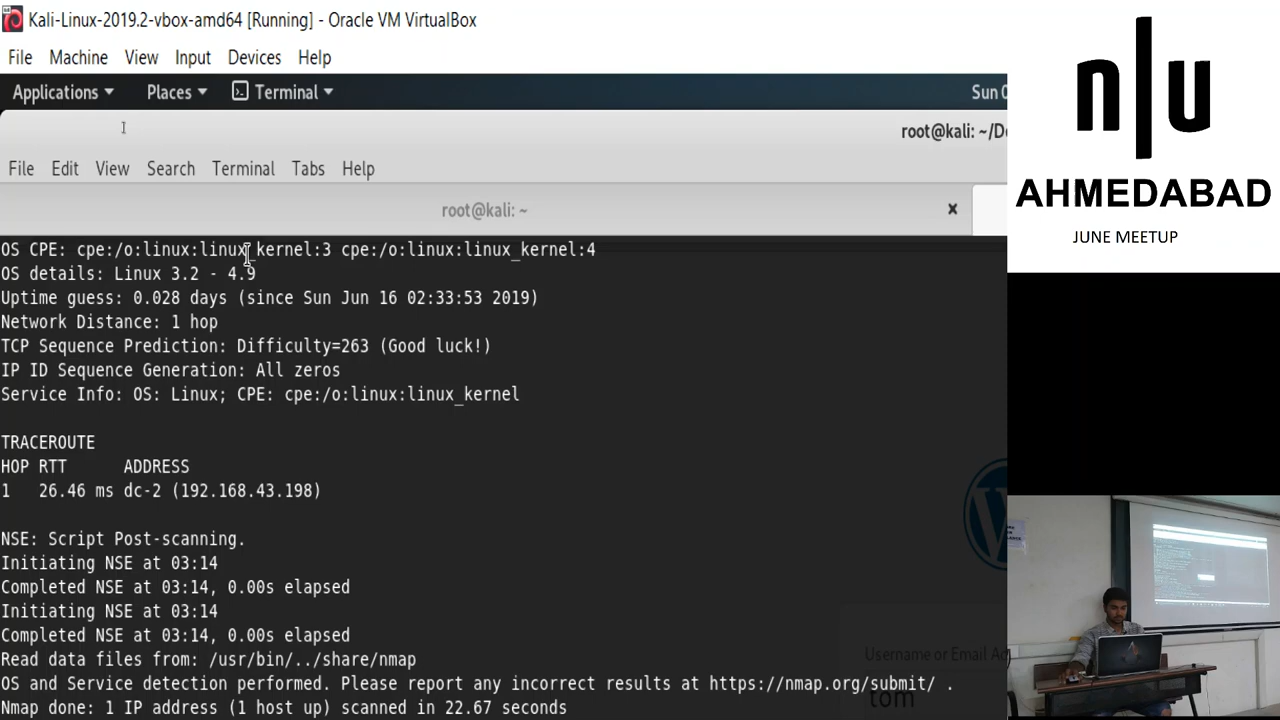 Kali-Linux-2019.2-vbox-amd64 [Running] - Oracle VM VirtualBox
File Machine View Input Devices Help
Applications Places Terminal Sun
root@kali: ~/D
File Edit View Search Terminal Tabs Help
root@kali: ~
OS CPE: cpe:/o:linux:linux_kernel:3 cpe:/o:linux:linux_kernel:4
OS details: Linux 3.2 - 4.9
Uptime guess: 0.028 days (since Sun Jun 16 02:33:53 2019)
Network Distance: 1 hop
TCP Sequence Prediction: Difficulty=263 (Good luck!)
IP ID Sequence Generation: All zeros
Service Info: OS: Linux; CPE: cpe:/o:linux:linux_kernel
TRACEROUTE
HOP RTT ADDRESS
1 26.46 ms dc-2 (192.168.43.198)
NSE: Script Post-scanning.
Initiating NSE at 03:14
Completed NSE at 03:14, 0.00s elapsed
Initiating NSE at 03:14
Completed NSE at 03:14, 0.00s elapsed
Read data files from: /usr/bin/../share/nmap
OS and Service detection performed. Please report any incorrect results at https://nmap.org/submit/ .
Nmap done: 1 IP address (1 host up) scanned in 22.67 seconds
Username or Email Ad
tom
n|u
AHMEDABAD
JUNE MEETUP